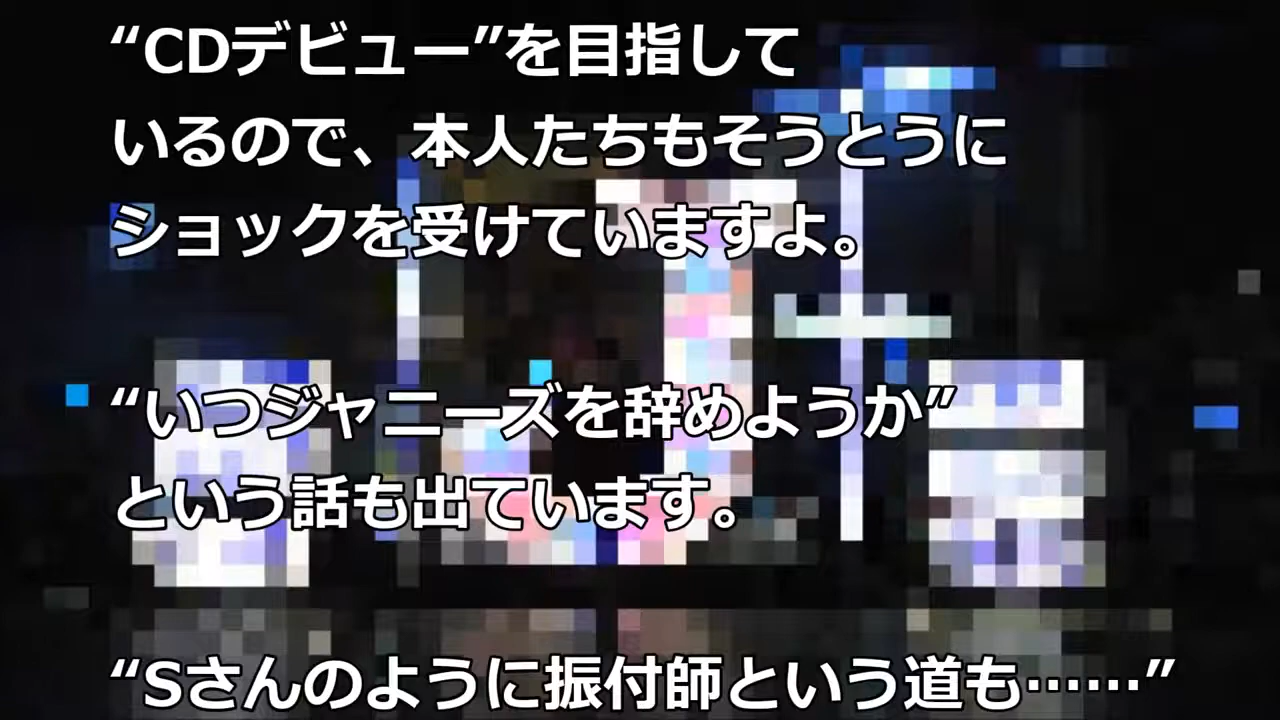 “CDデビュー”を目指して
いるので、本人たちもそうとうに
ショックを受けていますよ。
“いつジャニーズを辞めようか”
という話も出ています。
“Sさんのように振付師という道も……”